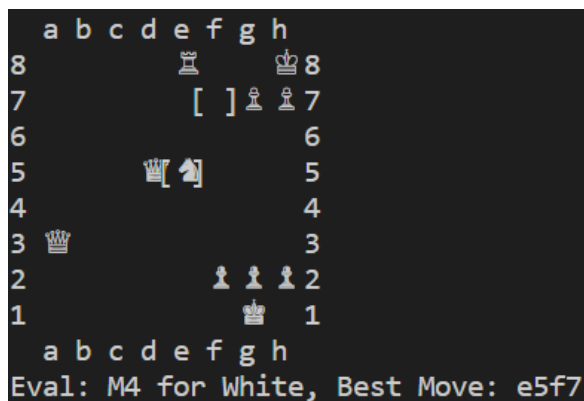 a b c d e f g h
8 ♖ ♔ 8
7 [ ] ♙ ♙ 7
6 6
5 ♛[♞] 5
4 4
3 ♕ 3
2 ♟ ♟ ♟ 2
1 ♚ 1
a b c d e f g h
Eval: M4 for White, Best Move: e5f7